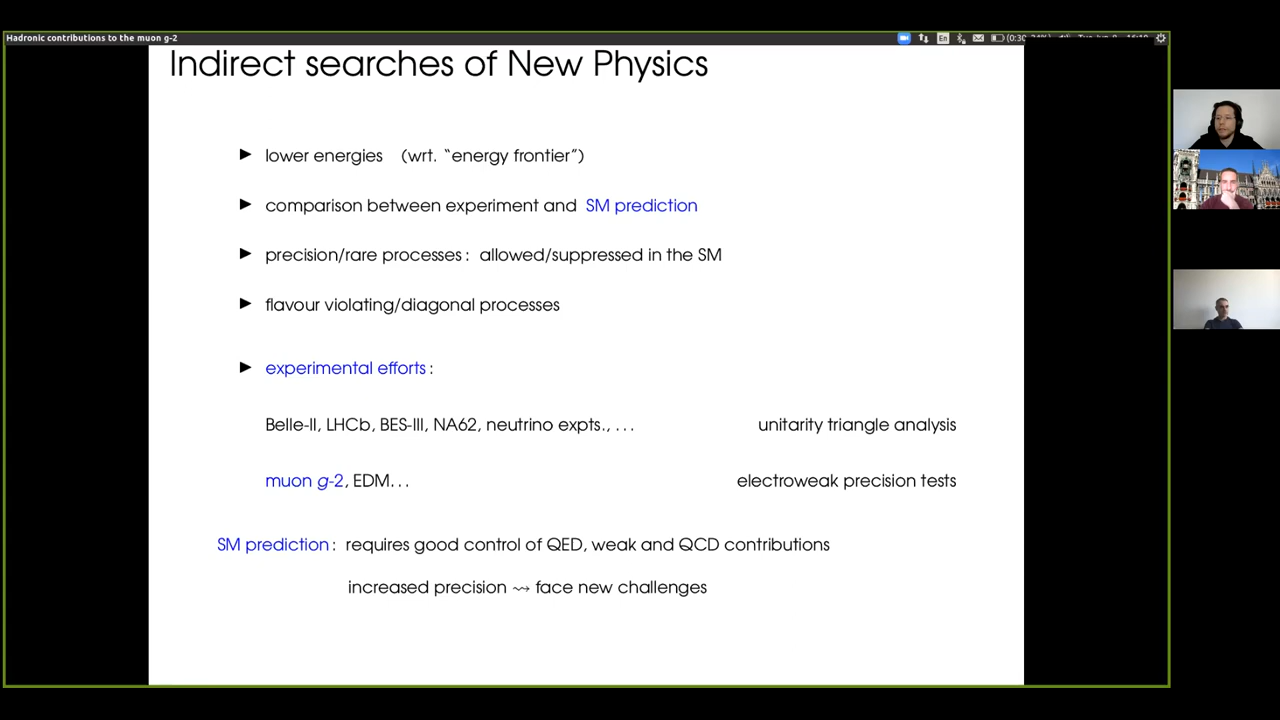 Hadronic contributions to the muon g-2
En
Indirect searches of New Physics
► lower energies (wrt. “energy frontier”)
► comparison between experiment and SM prediction
► precision/rare processes : allowed/suppressed in the SM
► flavour violating/diagonal processes
► experimental efforts :
Belle-II, LHCb, BES-III, NA62, neutrino expts., . . . unitarity triangle analysis
muon g-2, EDM. . . electroweak precision tests
SM prediction : requires good control of QED, weak and QCD contributions
increased precision ⇝ face new challenges